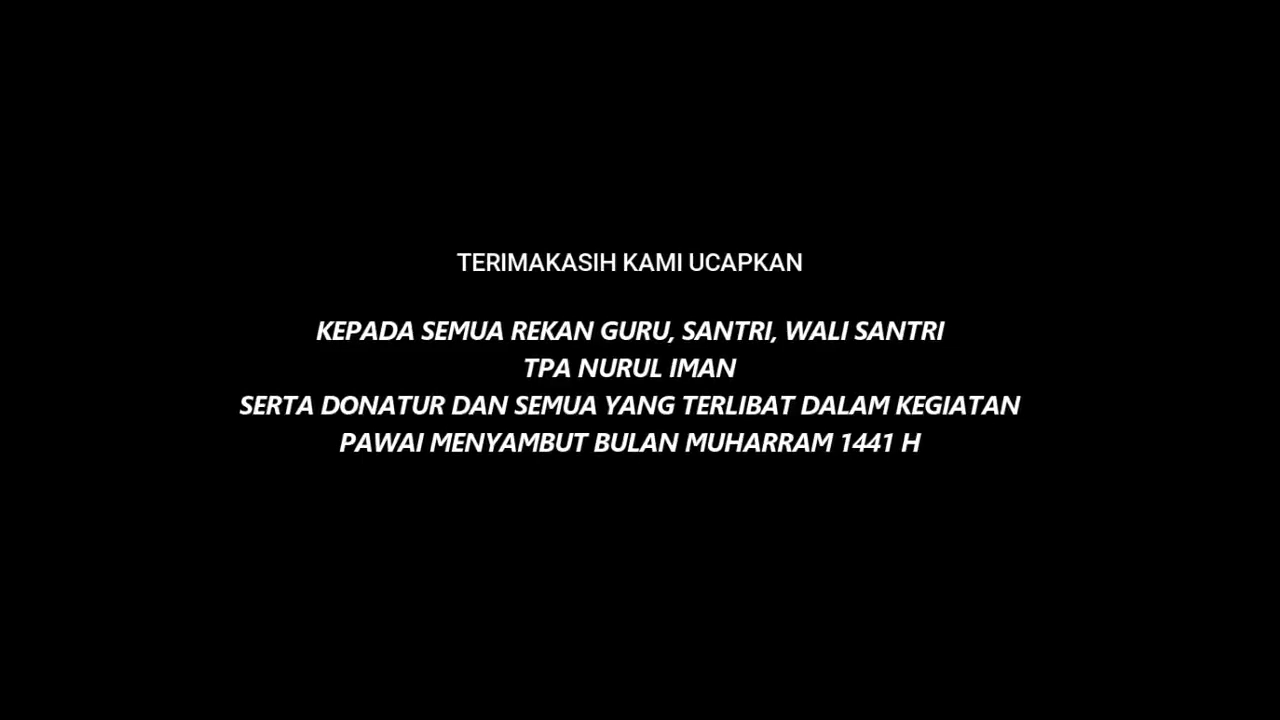 TERIMAKASIH KAMI UCAPKAN
KEPADA SEMUA REKAN GURU, SANTRI, WALI SANTRI
TPA NURUL IMAN
SERTA DONATUR DAN SEMUA YANG TERLIBAT DALAM KEGIATAN
PAWAI MENYAMBUT BULAN MUHARRAM 1441 H